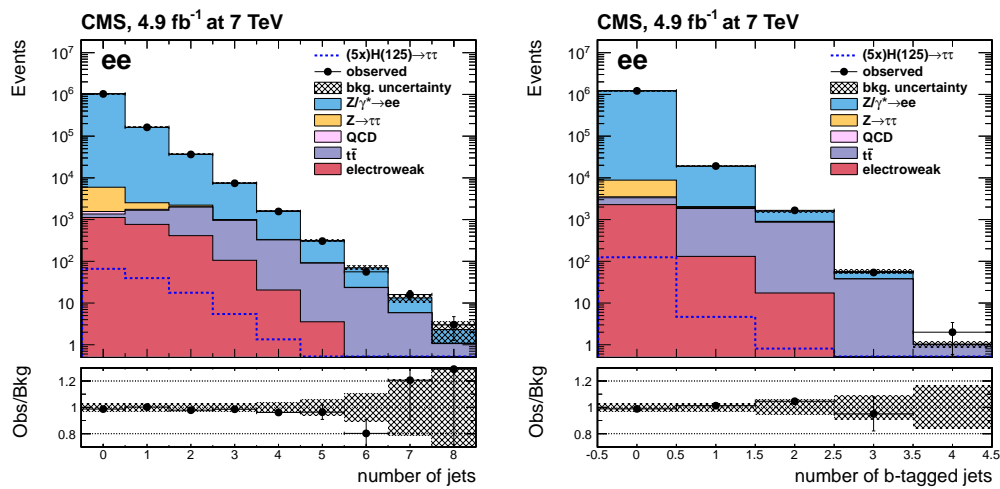 CMS, 4.9 fb⁻¹ at 7 TeV
Events
ee
10⁷
10⁶
10⁵
10⁴
10³
10²
10
1
(5x)H(125)→ττ
observed
bkg. uncertainty
Z/γ*→ee
Z→ττ
QCD
tt̄
electroweak
Obs/Bkg
1.2
1
0.8
0 1 2 3 4 5 6 7 8
number of jets
CMS, 4.9 fb⁻¹ at 7 TeV
Events
ee
10⁷
10⁶
10⁵
10⁴
10³
10²
10
1
(5x)H(125)→ττ
observed
bkg. uncertainty
Z/γ*→ee
Z→ττ
QCD
tt̄
electroweak
Obs/Bkg
1.2
1
0.8
-0.5 0 0.5 1 1.5 2 2.5 3 3.5 4 4.5
number of b-tagged jets